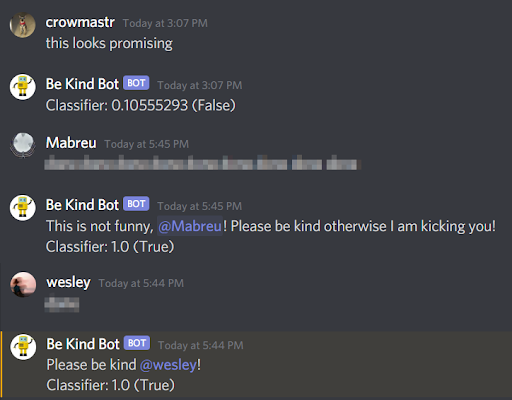 crowmastr Today at 3:07 PM
this looks promising
Be Kind Bot BOT Today at 3:07 PM
Classifier: 0.10555293 (False)
Mabreu Today at 5:45 PM
Be Kind Bot BOT Today at 5:45 PM
This is not funny, @Mabreu! Please be kind otherwise I am kicking you!
Classifier: 1.0 (True)
wesley Today at 5:44 PM
Be Kind Bot BOT Today at 5:44 PM
Please be kind @wesley!
Classifier: 1.0 (True)